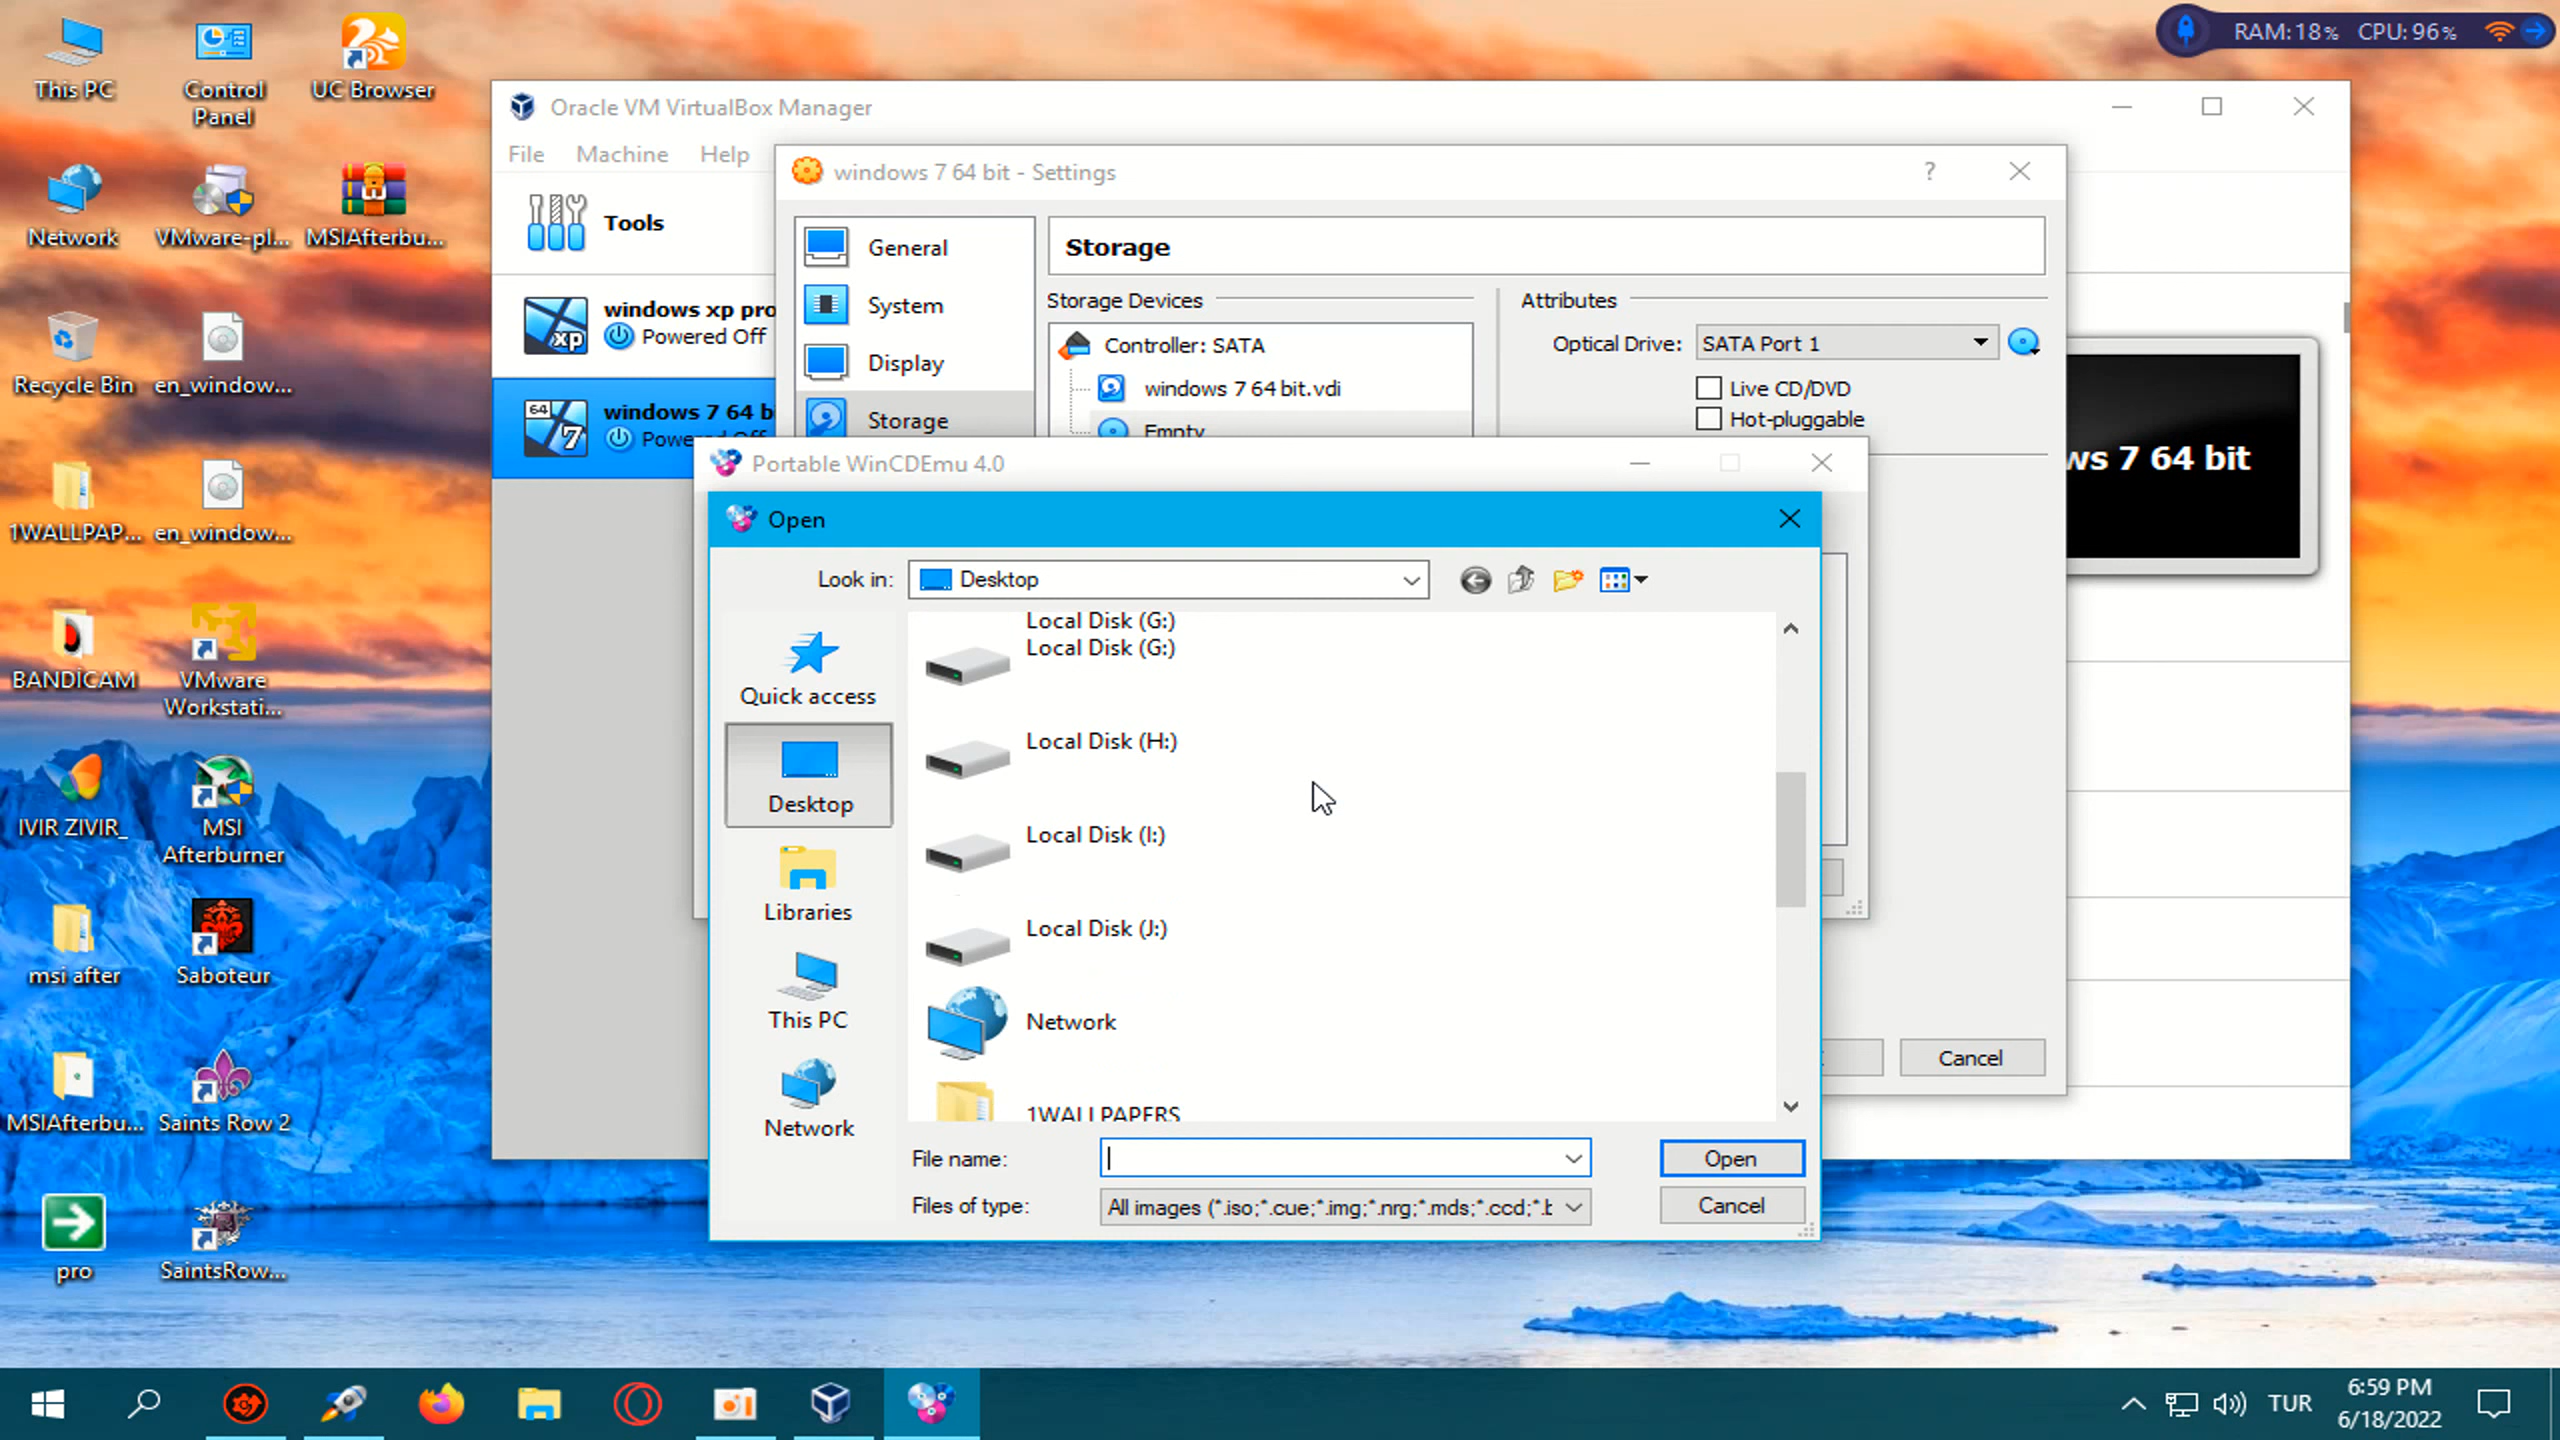 This PC
Control
Panel
UC Browser
Network
VMware-pl...
MSIAfterbu...
Recycle Bin
en_window...
1WALLPAP...
en_window...
BANDİCAM
VMware
Workstati...
IVIR ZIVIR_
MSI
Afterburner
msi after
Saboteur
MSIAfterbu...
Saints Row 2
pro
SaintsRow...
RAM: 18% CPU: 96%
Oracle VM VirtualBox Manager
File Machine Help
Tools
windows xp pro
Powered Off
windows 7 64 b
Powered Off
windows 7 64 bit - Settings
?
General
System
Display
Storage
Storage
Storage Devices
Controller: SATA
windows 7 64 bit.vdi
Empty
Attributes
Optical Drive: SATA Port 1
Live CD/DVD
Hot-pluggable
ws 7 64 bit
Cancel
Portable WinCDEmu 4.0
Open
Look in: Desktop
Quick access
Desktop
Libraries
This PC
Network
Local Disk (G:)
Local Disk (G:)
Local Disk (H:)
Local Disk (I:)
Local Disk (J:)
Network
1WALLPAPERS
File name:
Open
Files of type: All images (*.iso;*.cue;*.img;*.nrg;*.mds;*.ccd;*.b
Cancel
TUR
6:59 PM
6/18/2022